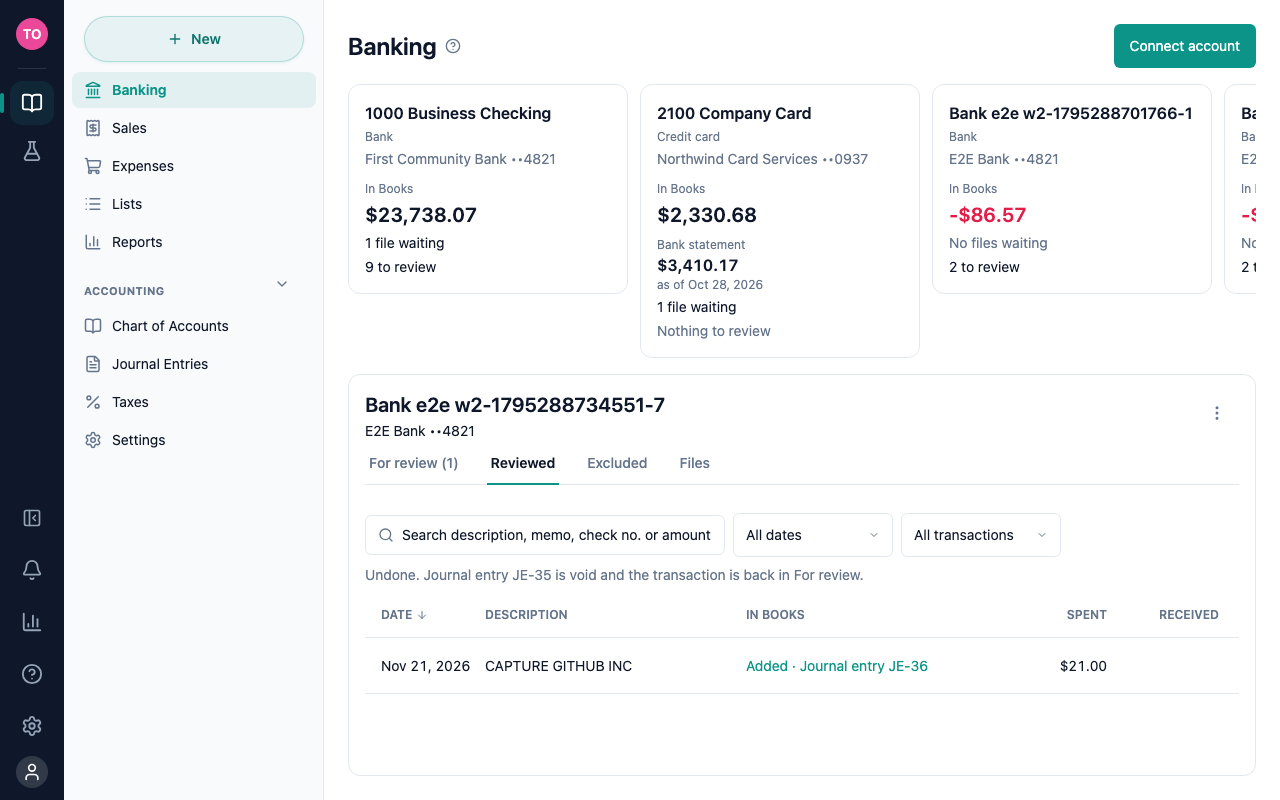 TO
New
Banking
Sales
Expenses
Lists
Reports
ACCOUNTING
Chart of Accounts
Journal Entries
Taxes
Settings
Banking
Connect account
1000 Business Checking
Bank
First Community Bank ••4821
In Books
$23,738.07
1 file waiting
9 to review
2100 Company Card
Credit card
Northwind Card Services ••0937
In Books
$2,330.68
Bank statement
$3,410.17
as of Oct 28, 2026
1 file waiting
Nothing to review
Bank e2e w2-1795288701766-1
Bank
E2E Bank ••4821
In Books
-$86.57
No files waiting
2 to review
Bank e2e w2-1795288734551-7
E2E Bank ••4821
For review (1) Reviewed Excluded Files
Search description, memo, check no. or amount All dates All transactions
Undone. Journal entry JE-35 is void and the transaction is back in For review.
DATE DESCRIPTION IN BOOKS SPENT RECEIVED
Nov 21, 2026 CAPTURE GITHUB INC Added · Journal entry JE-36 $21.00